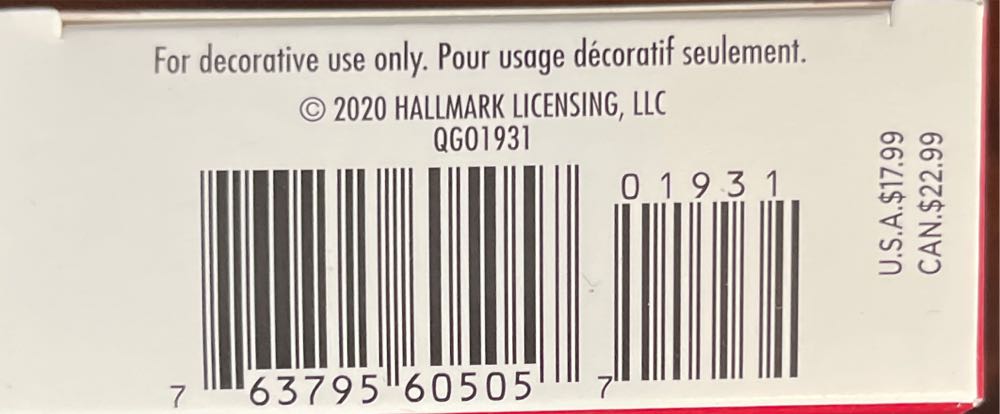 For decorative use only. Pour usage décoratif seulement.
© 2020 HALLMARK LICENSING, LLC
QGO1931
01931
7 63795 60505 7
U.S.A.$17.99
CAN.$22.99